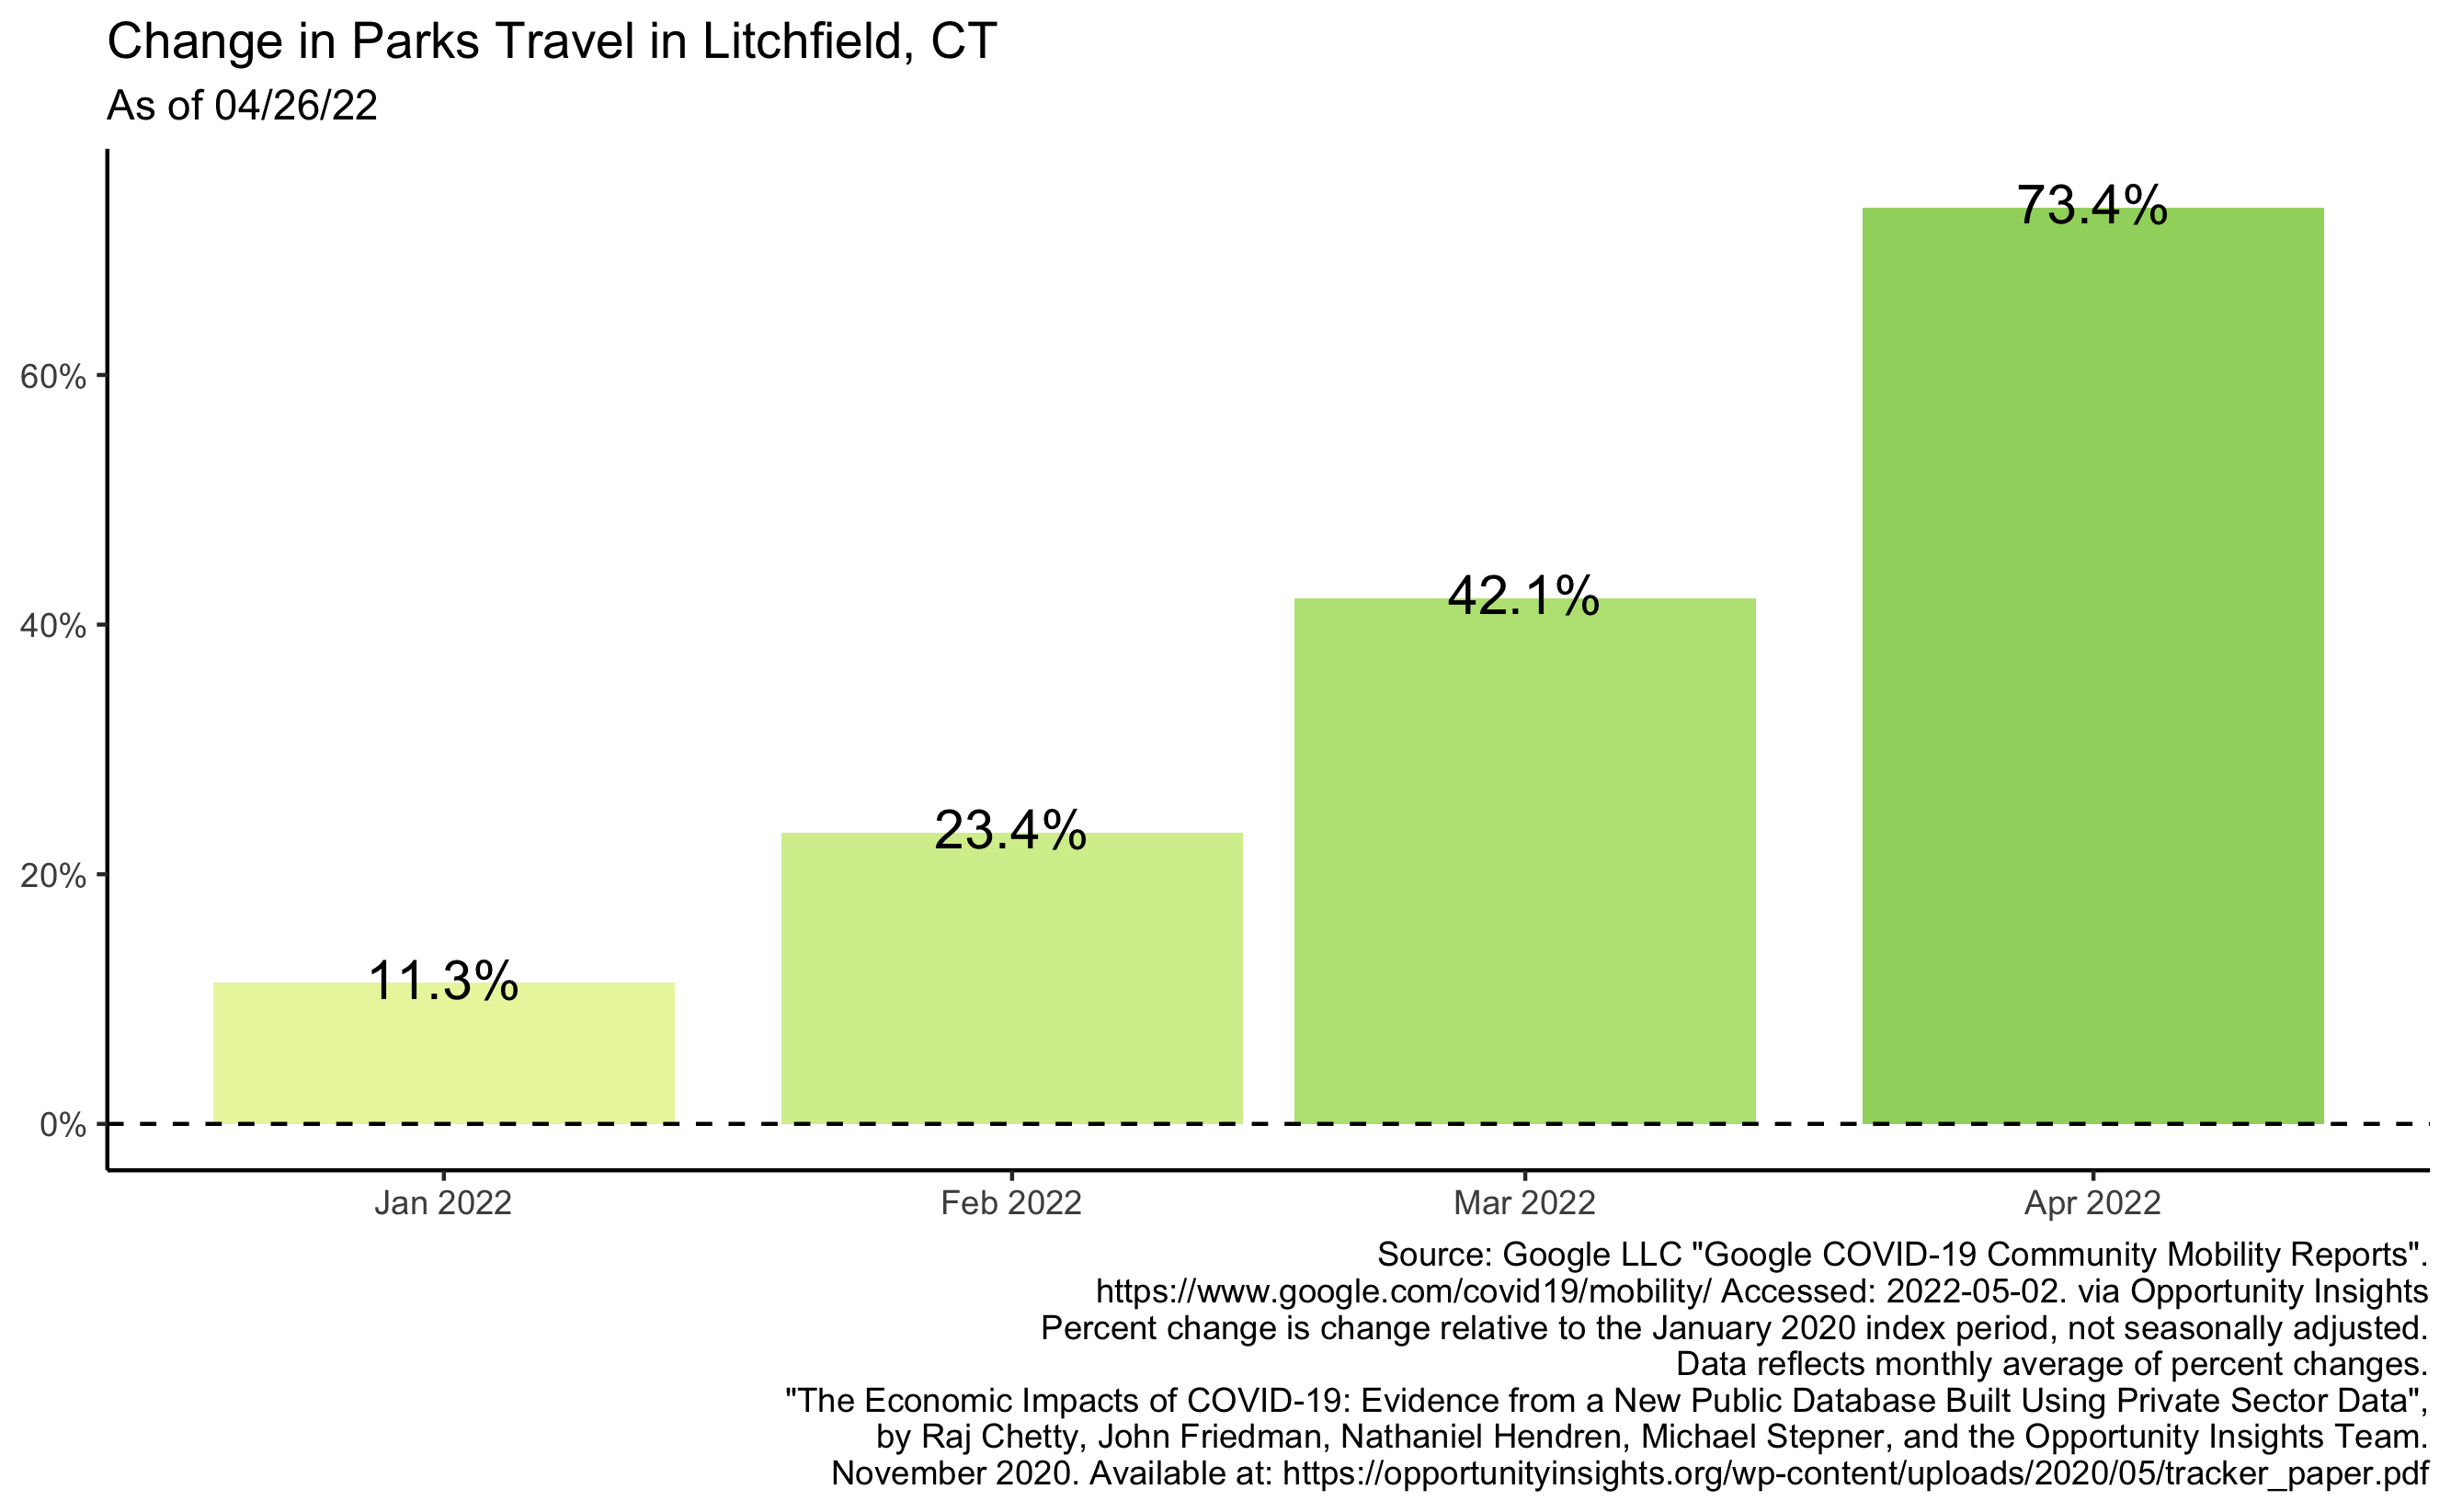 Change in Parks Travel in Litchfield, CT
As of 04/26/22
73.4%
60%
42.1%
40%
23.4%
20%
11.3%
0%
Jan 2022 Feb 2022 Mar 2022 Apr 2022
Source: Google LLC "Google COVID-19 Community Mobility Reports".
https://www.google.com/covid19/mobility/ Accessed: 2022-05-02. via Opportunity Insights
Percent change is change relative to the January 2020 index period, not seasonally adjusted.
Data reflects monthly average of percent changes.
"The Economic Impacts of COVID-19: Evidence from a New Public Database Built Using Private Sector Data",
by Raj Chetty, John Friedman, Nathaniel Hendren, Michael Stepner, and the Opportunity Insights Team.
November 2020. Available at: https://opportunityinsights.org/wp-content/uploads/2020/05/tracker_paper.pdf